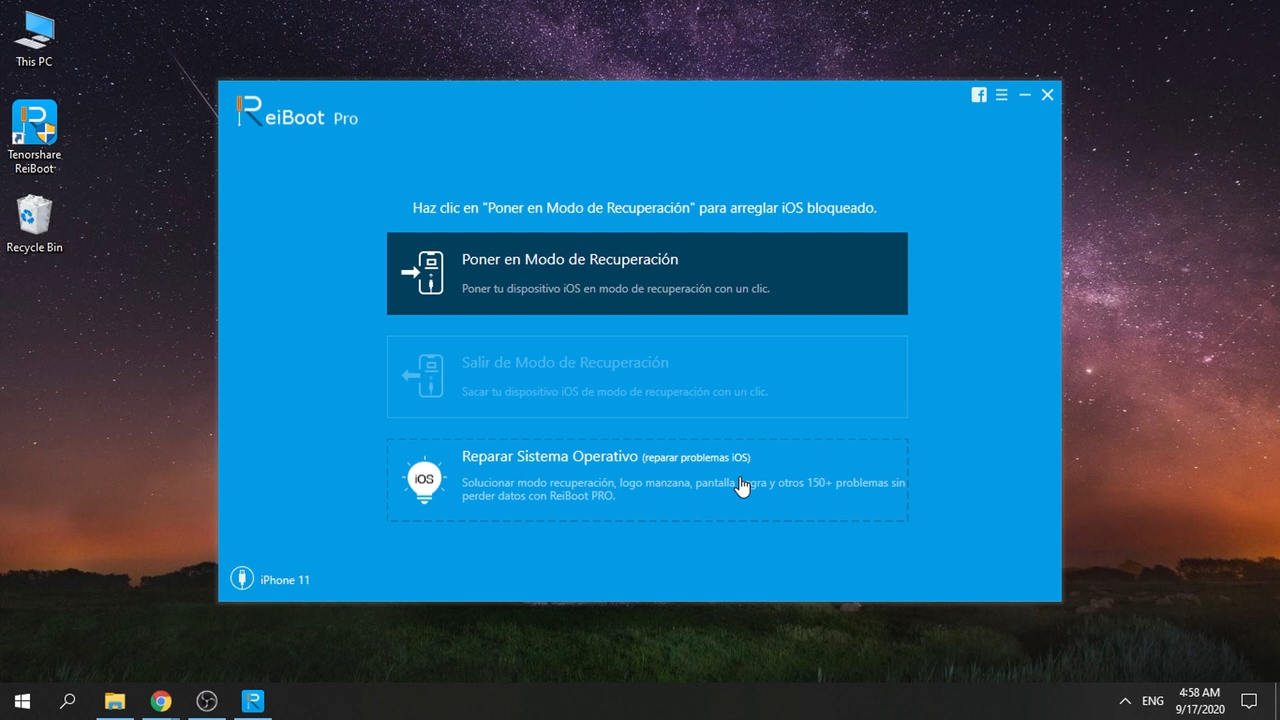 This PC
Tenorshare
ReiBoot
Recycle Bin
ReiBoot Pro
Haz clic en "Poner en Modo de Recuperación" para arreglar iOS bloqueado.
Poner en Modo de Recuperación
Poner tu dispositivo iOS en modo de recuperación con un clic.
Salir de Modo de Recuperación
Sacar tu dispositivo iOS de modo de recuperación con un clic.
iOS
Reparar Sistema Operativo (reparar problemas iOS)
Solucionar modo recuperación, logo manzana, pantalla negra y otros 150+ problemas sin
perder datos con ReiBoot PRO.
iPhone 11
ENG
4:58 AM
9/17/2020